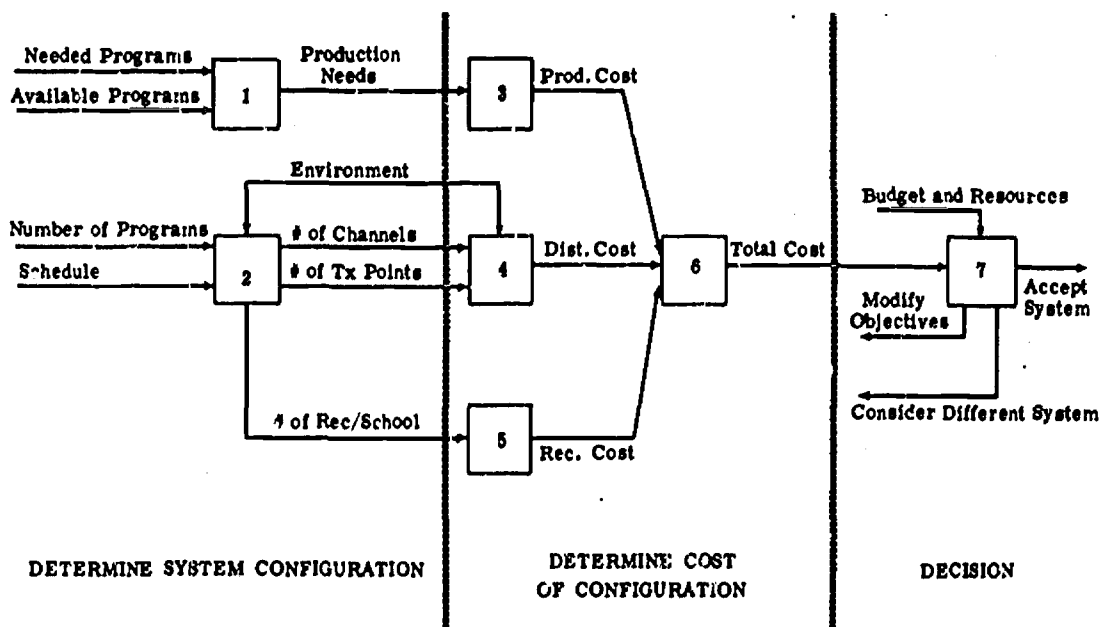 Needed Programs
Available Programs
1
Production
Needs
3
Prod. Cost
Environment
Number of Programs
Schedule
2
# of Channels
# of Tx Points
4
Dist. Cost
6
Total Cost
Budget and Resources
7
Accept
System
Modify
Objectives
Consider Different System
# of Rec/School
5
Rec. Cost
DETERMINE SYSTEM CONFIGURATION
DETERMINE COST
OF CONFIGURATION
DECISION